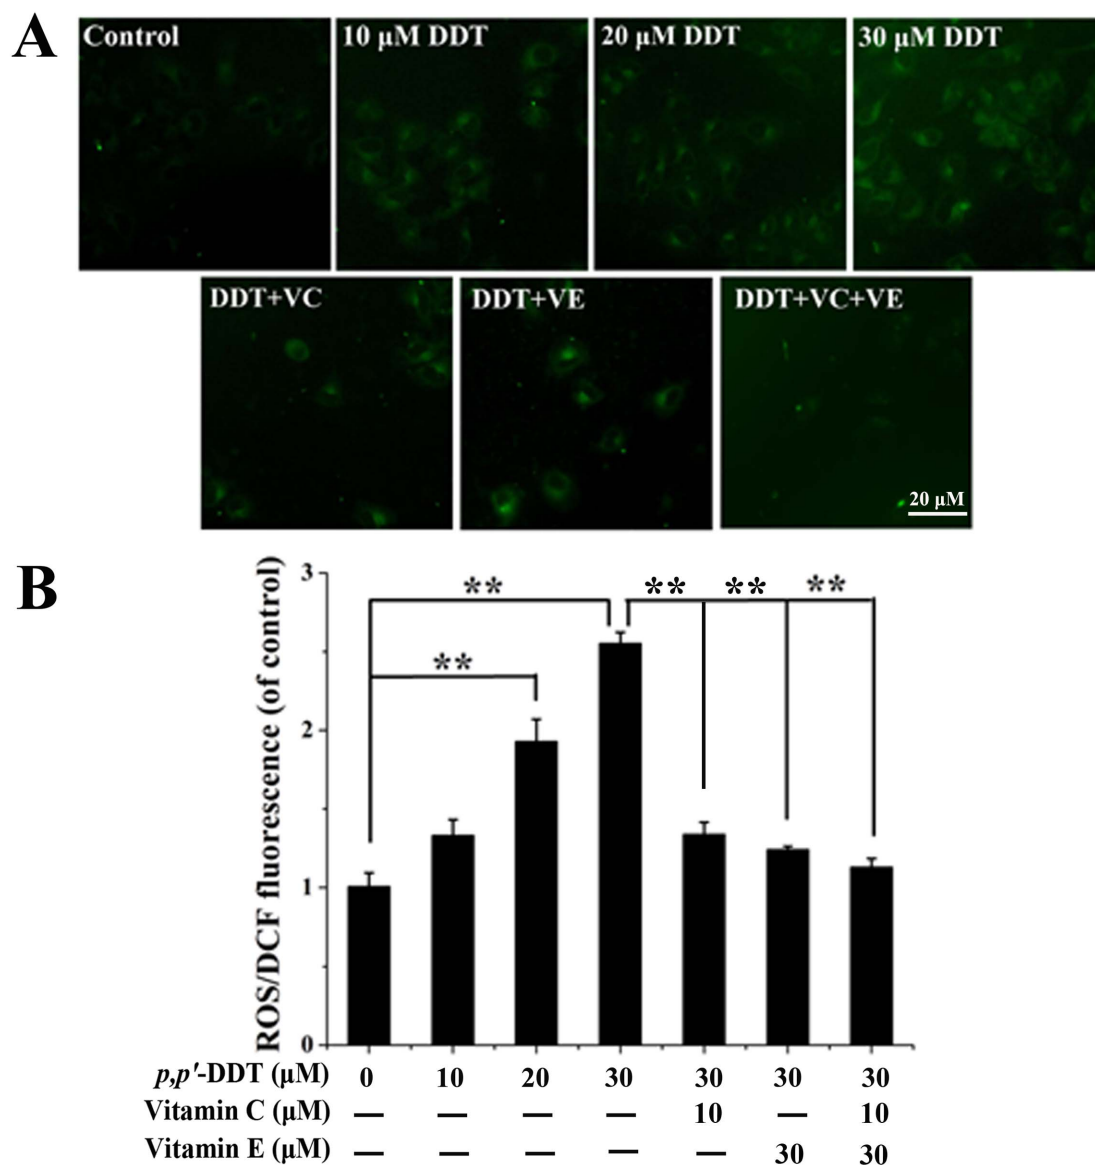 A
Control
10 μM DDT
20 μM DDT
30 μM DDT
DDT+VC
DDT+VE
DDT+VC+VE
20 μM
B
ROS/DCF fluorescence (of control)
3
2
1
0
** ** ** **
**
p,p'-DDT (μM) 0 10 20 30 30 30 30
Vitamin C (μM) — — — — 10 — 10
Vitamin E (μM) — — — — — 30 30